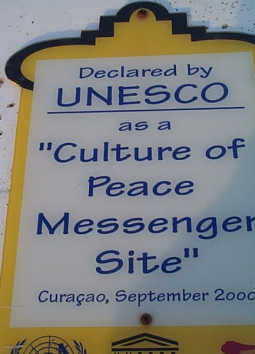 Declared by
UNESCO
as a
"Culture of
Peace
Messenger
Site"
Curaçao, September 2000